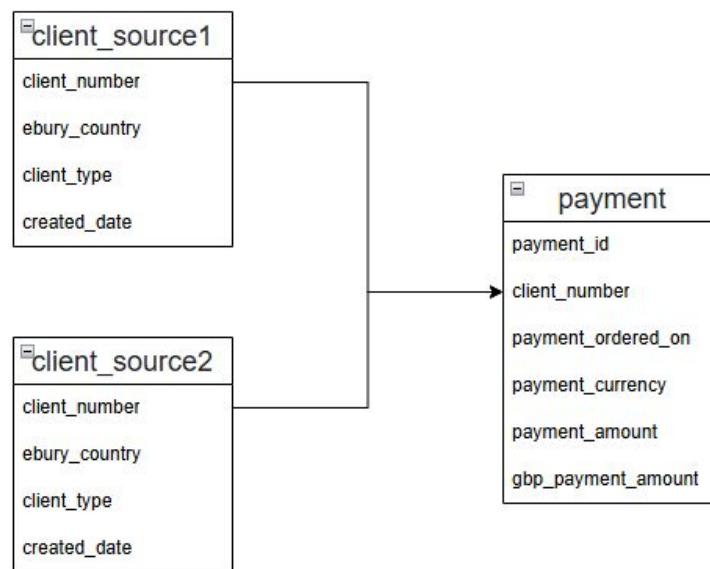 client_source1
client_number
ebury_country
client_type
created_date
client_source2
client_number
ebury_country
client_type
created_date
payment
payment_id
client_number
payment_ordered_on
payment_currency
payment_amount
gbp_payment_amount